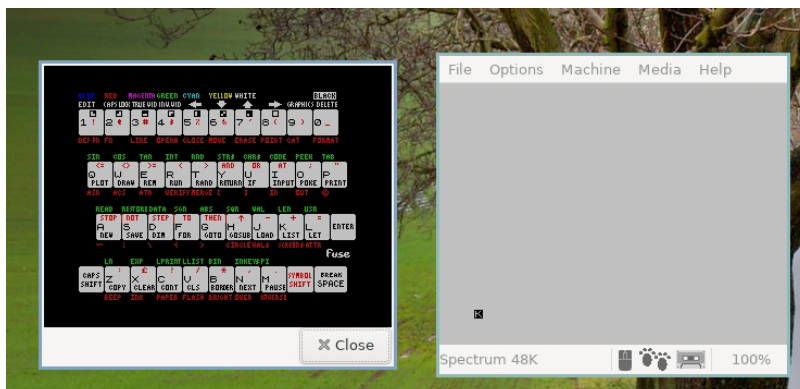 BLUE RED MAGENTA GREEN CYAN YELLOW WHITE BLACK
EDIT CAPS LOCK TRUE VID INV.VID GRAPHICS DELETE
1 ! 2 3 # 4 $ 5 % 6 & 7 ' 8 ( 9 ) 0 _
DEF FN FN LINE OPEN# CLOSE MOVE ERASE POINT CAT FORMAT
SIN COS TAN INT RND STR$ CHR$ CODE PEEK TAB
<= <> >= < > AND OR AT ; "
Q W E R T Y U I O P
PLOT DRAW REM RUN RAND RETURN IF INPUT POKE PRINT
ASN ACS ATN VERIFY MERGE [ ] IN OUT ©
READ RESTORE DATA SGN ABS SQR VAL LEN USR
STOP NOT STEP TO THEN ↑ - + =
A S D F G H J K L ENTER
NEW SAVE DIM FOR GOTO GOSUB LOAD LIST LET
~ | \ { } CIRCLE VAL$ SCREEN$ ATTR
fuse
LN EXP LPRINT LLIST BIN INKEY$ PI
: £ ? / * , .
CAPS SHIFT Z X C V B N M SYMBOL SHIFT BREAK SPACE
COPY CLEAR CONT CLS BORDER NEXT PAUSE
BEEP INK PAPER FLASH BRIGHT OVER INVERSE
Close
File Options Machine Media Help
K
Spectrum 48K 100%